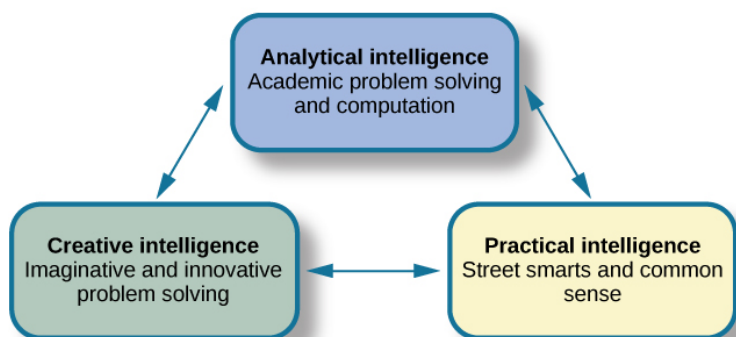 Analytical intelligence
Academic problem solving
and computation
Creative intelligence
Imaginative and innovative
problem solving
Practical intelligence
Street smarts and common
sense